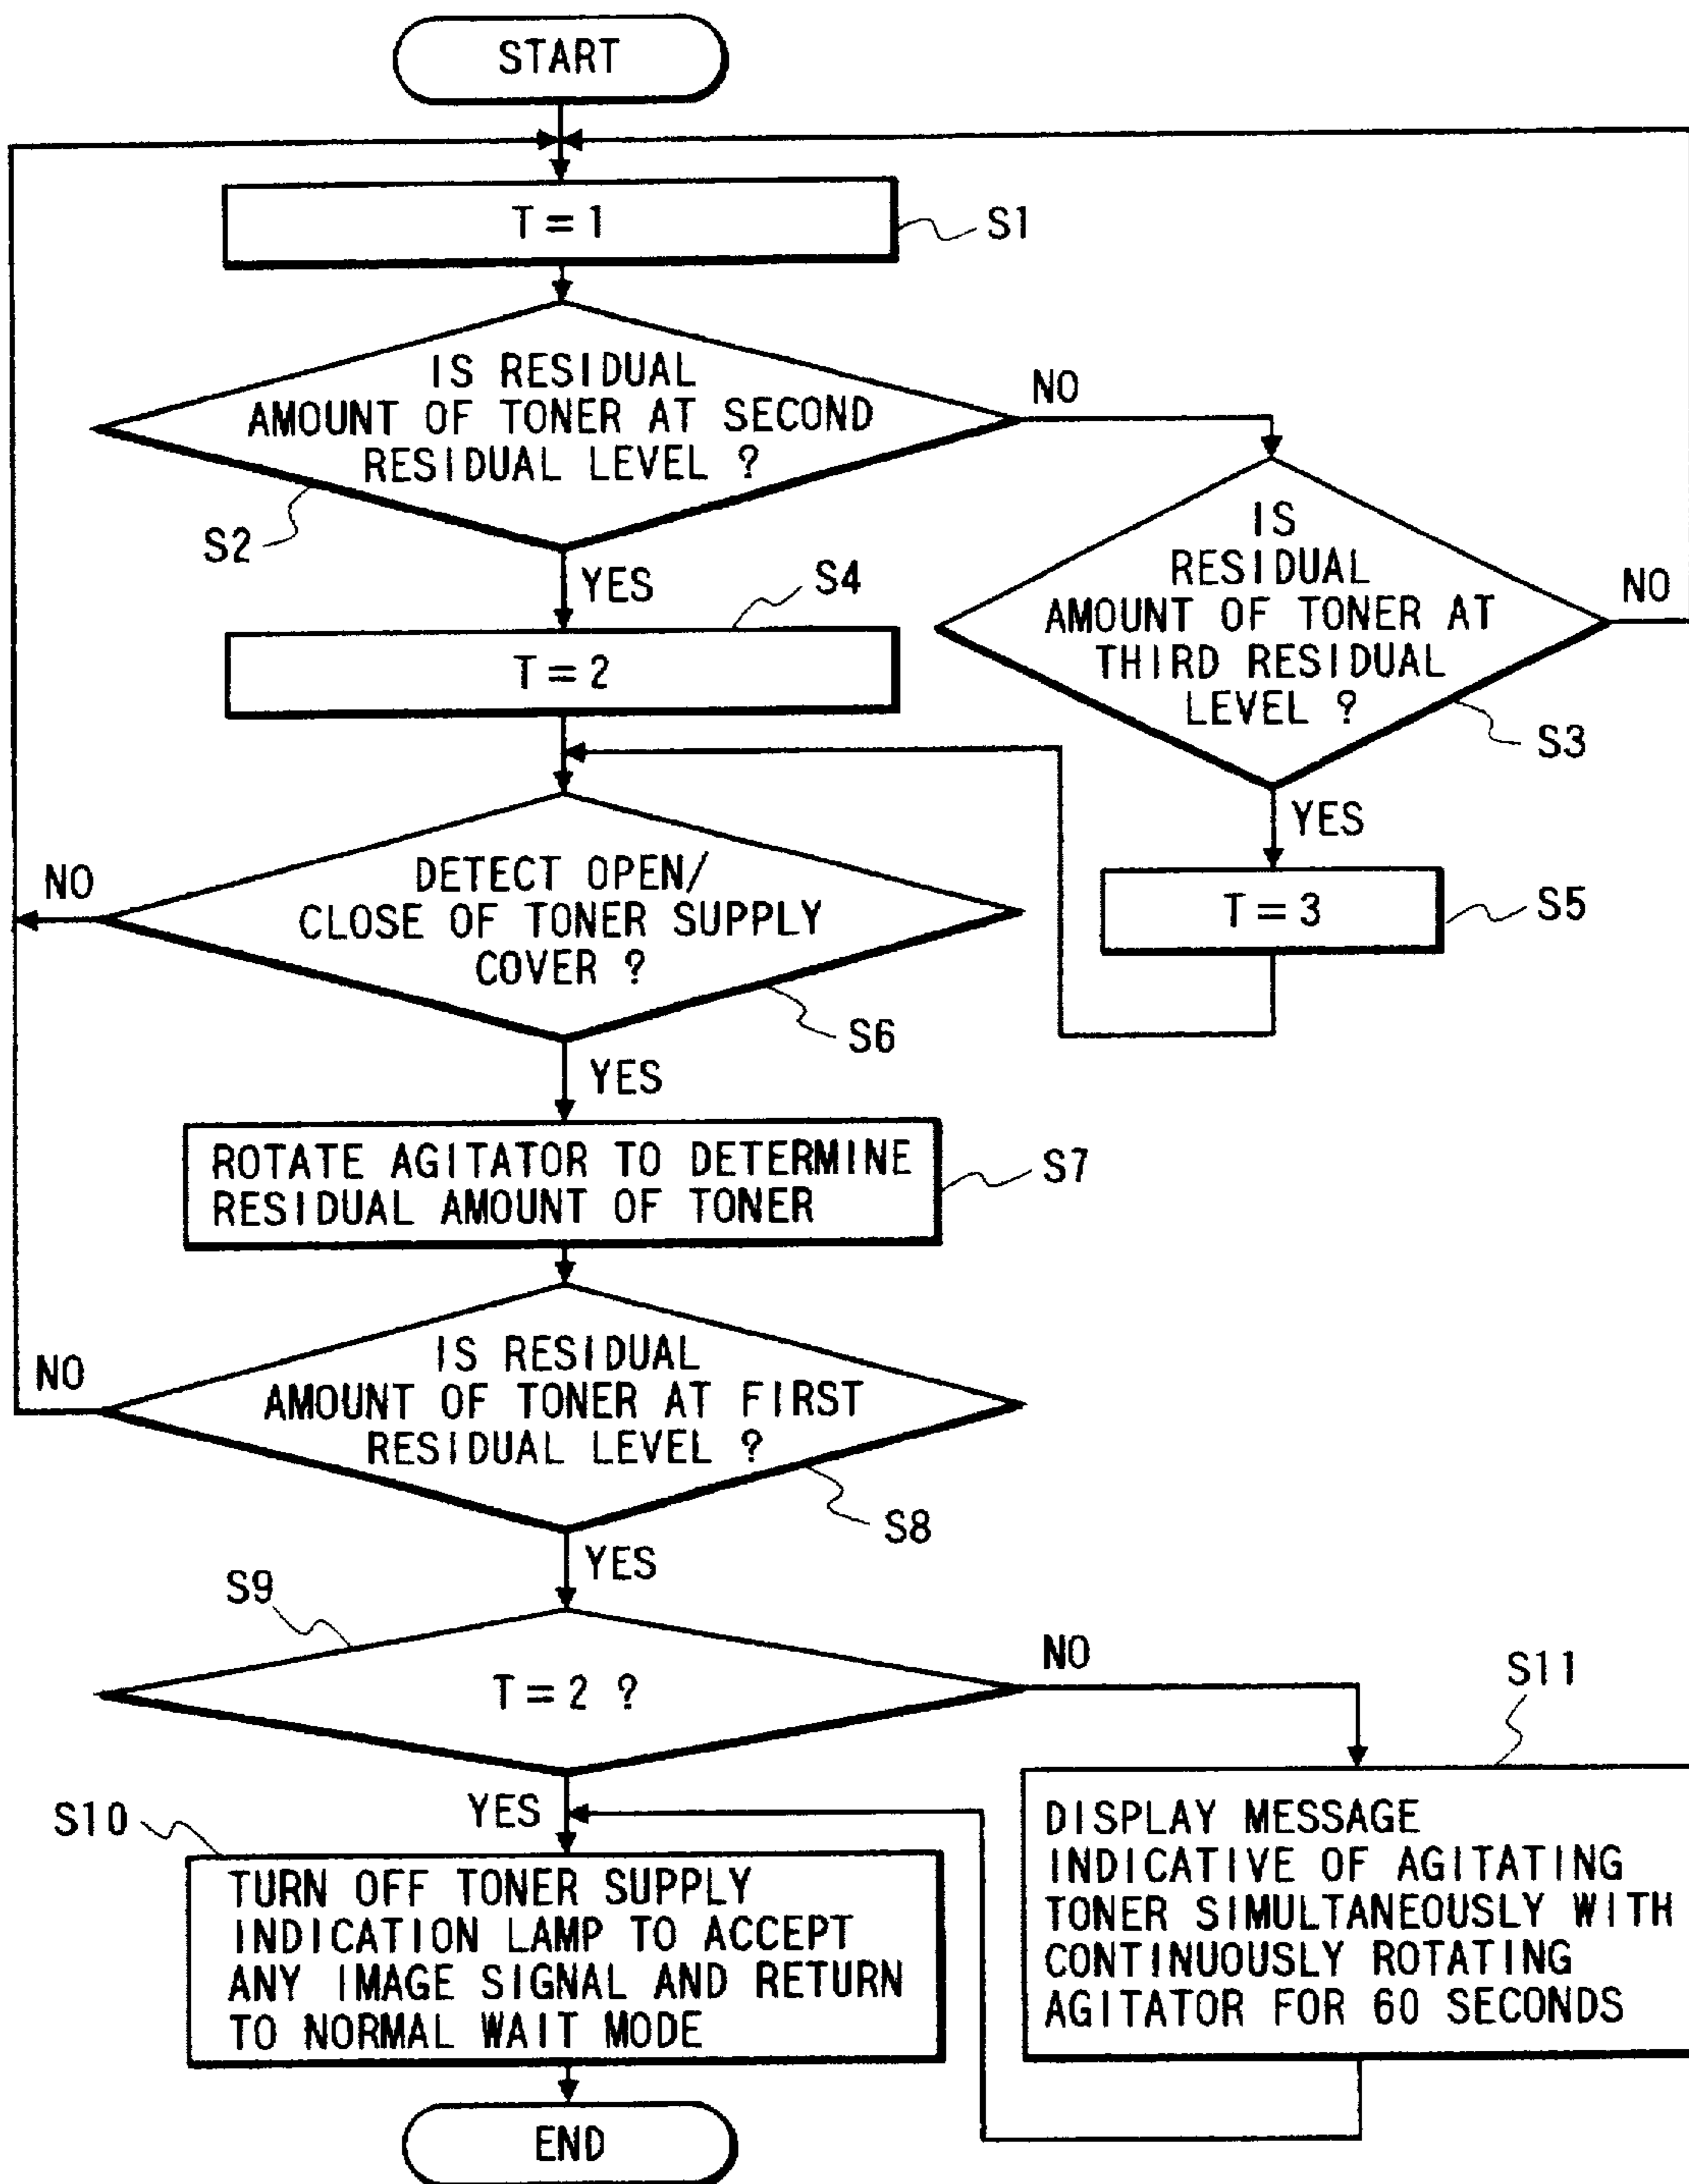 START
T = 1
S1
IS RESIDUAL
AMOUNT OF TONER AT SECOND
RESIDUAL LEVEL ?
NO
S2
YES
IS
RESIDUAL
AMOUNT OF TONER AT
THIRD RESIDUAL
LEVEL ?
NO
S3
YES
S4
T = 2
T = 3
S5
DETECT OPEN/
CLOSE OF TONER SUPPLY
COVER ?
NO
S6
YES
ROTATE AGITATOR TO DETERMINE
RESIDUAL AMOUNT OF TONER
S7
IS RESIDUAL
AMOUNT OF TONER AT FIRST
RESIDUAL LEVEL ?
NO
S8
YES
S9
T = 2 ?
NO
YES
S11
DISPLAY MESSAGE
INDICATIVE OF AGITATING
TONER SIMULTANEOUSLY WITH
CONTINUOUSLY ROTATING
AGITATOR FOR 60 SECONDS
S10
TURN OFF TONER SUPPLY
INDICATION LAMP TO ACCEPT
ANY IMAGE SIGNAL AND RETURN
TO NORMAL WAIT MODE
END